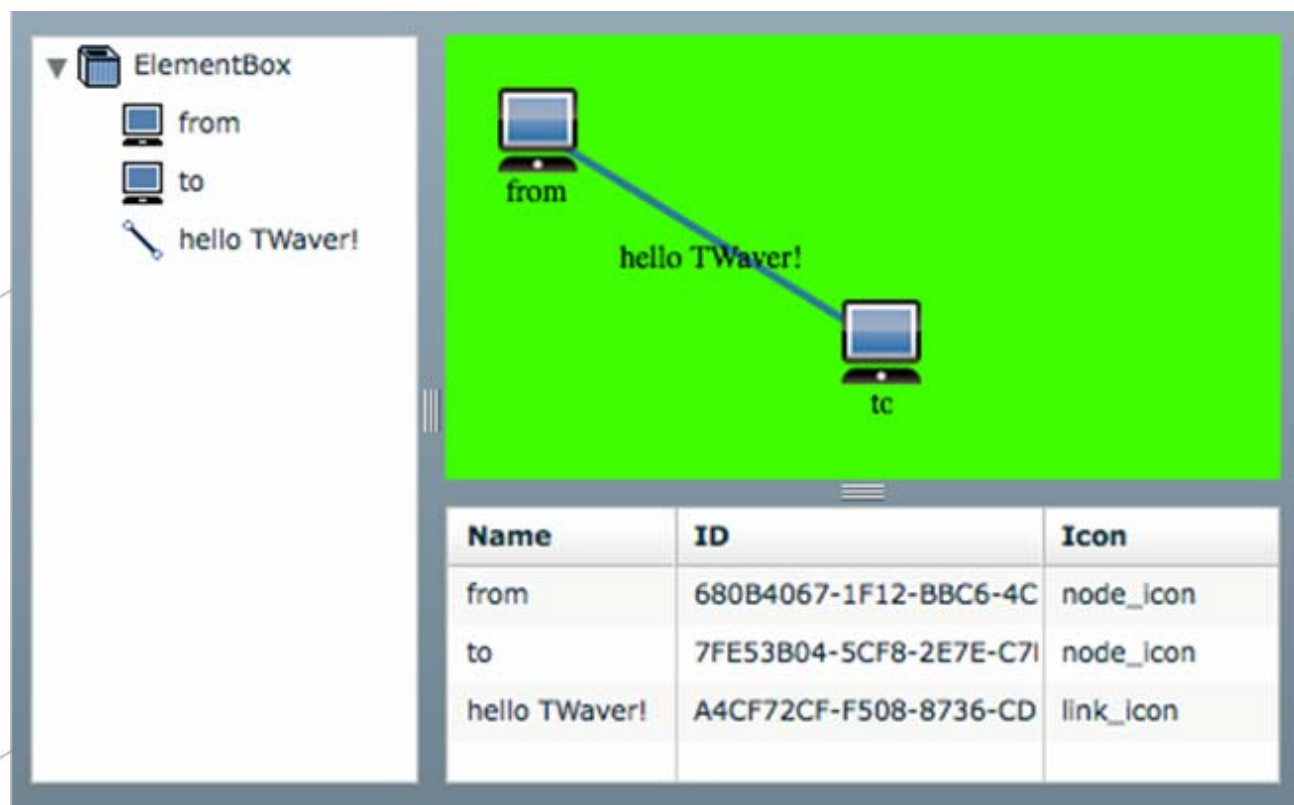 ElementBox
from
to
hello TWaver!
from
hello TWaver!
tc
Name ID Icon
from 680B4067-1F12-BBC6-4C node_icon
to 7FE53B04-5CF8-2E7E-C7 node_icon
hello TWaver! A4CF72CF-F508-8736-CD link_icon